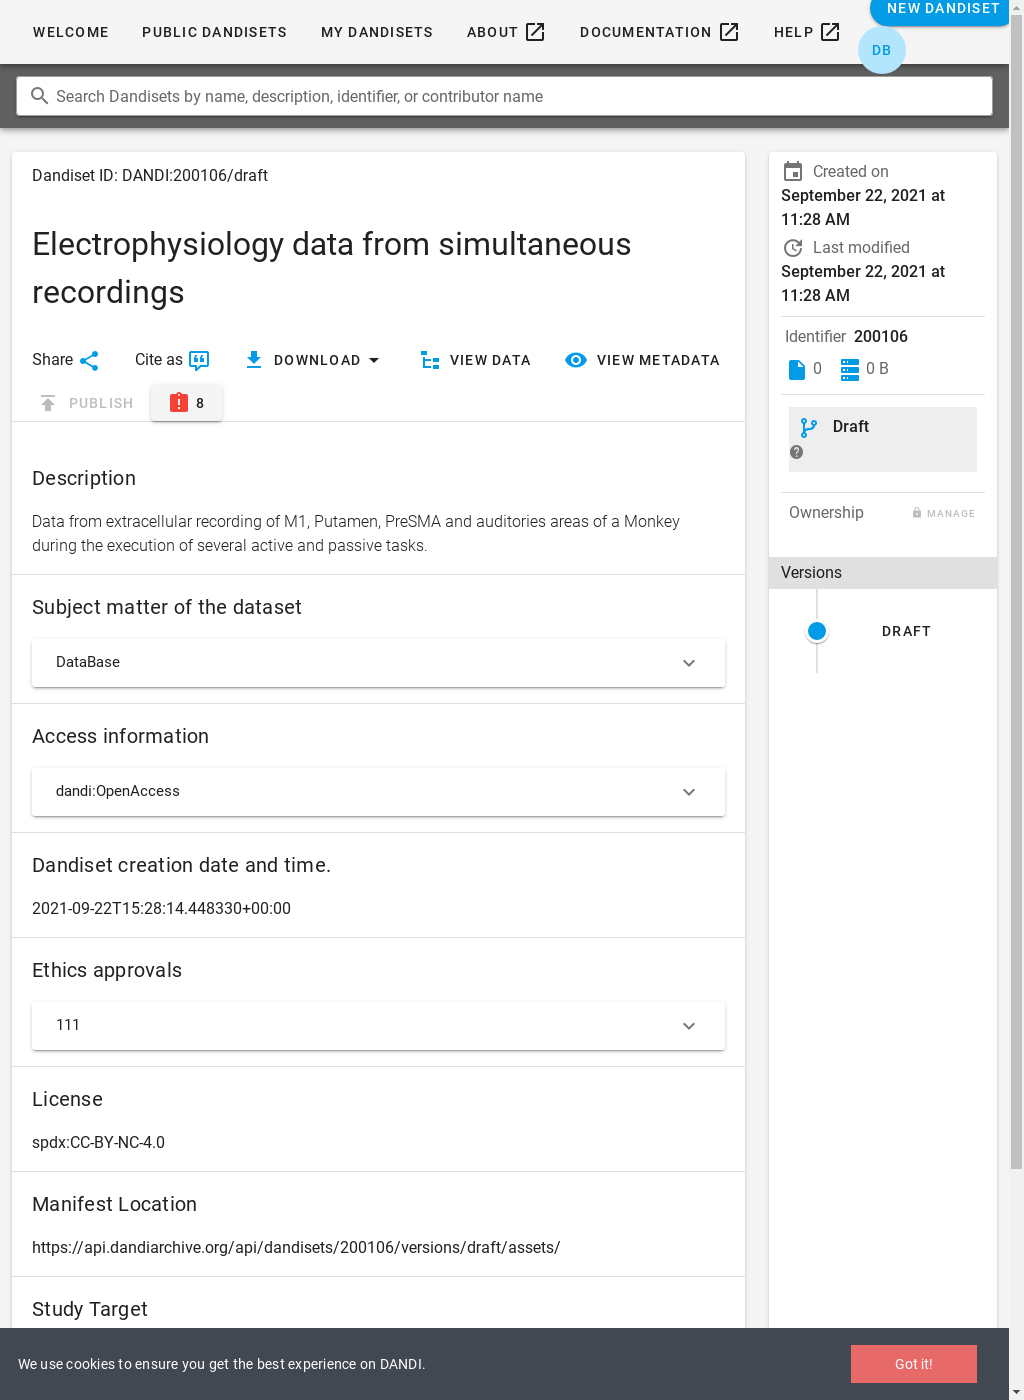 WELCOME
PUBLIC DANDISETS
MY DANDISETS
ABOUT
DOCUMENTATION
HELP
NEW DANDISET
DB
Search Dandisets by name, description, identifier, or contributor name
Dandiset ID: DANDI:200106/draft
Electrophysiology data from simultaneous
recordings
Share
Cite as
DOWNLOAD
VIEW DATA
VIEW METADATA
PUBLISH
8
Description
Data from extracellular recording of M1, Putamen, PreSMA and auditories areas of a Monkey
during the execution of several active and passive tasks.
Subject matter of the dataset
DataBase
Access information
dandi:OpenAccess
Dandiset creation date and time.
2021-09-22T15:28:14.448330+00:00
Ethics approvals
111
License
spdx:CC-BY-NC-4.0
Manifest Location
https://api.dandiarchive.org/api/dandisets/200106/versions/draft/assets/
Study Target
Created on
September 22, 2021 at
11:28 AM
Last modified
September 22, 2021 at
11:28 AM
Identifier 200106
0
0 B
Draft
Ownership
MANAGE
Versions
DRAFT
We use cookies to ensure you get the best experience on DANDI.
Got it!